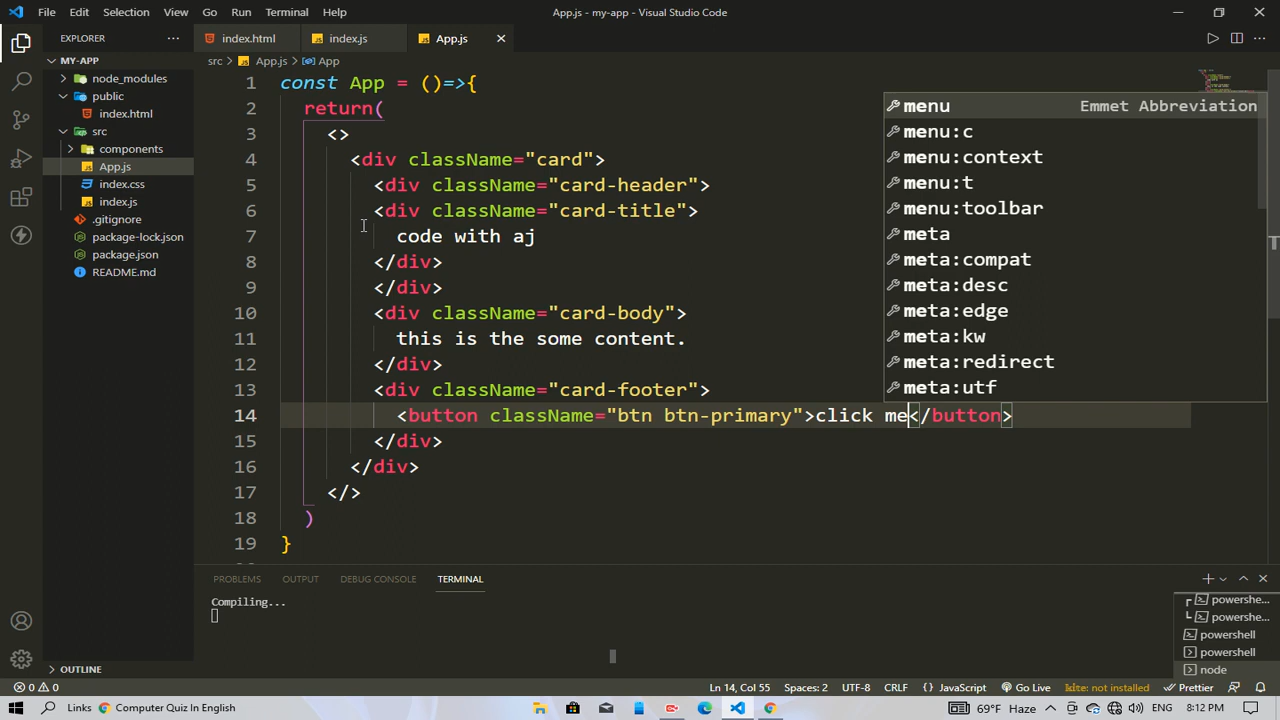 File Edit Selection View Go Run Terminal Help App.js - my-app - Visual Studio Code
EXPLORER
index.html
index.js
App.js
MY-APP
node_modules
public
index.html
src
components
App.js
index.css
index.js
.gitignore
package-lock.json
package.json
README.md
OUTLINE
src > App.js > App
1 const App = ()=>{
2 return(
3 <>
4 <div className="card">
5 <div className="card-header">
6 <div className="card-title">
7 code with aj
8 </div>
9 </div>
10 <div className="card-body">
11 this is the some content.
12 </div>
13 <div className="card-footer">
14 <button className="btn btn-primary">click me</button>
15 </div>
16 </div>
17 </>
18 )
19 }
menu Emmet Abbreviation
menu:c
menu:context
menu:t
menu:toolbar
meta
meta:compat
meta:desc
meta:edge
meta:kw
meta:redirect
meta:utf
PROBLEMS OUTPUT DEBUG CONSOLE TERMINAL
Compiling...
powershe...
powershe...
powershell
powershell
node
0 0 Ln 14, Col 55 Spaces: 2 UTF-8 CRLF {} JavaScript Go Live not installed Prettier
Links Computer Quiz In English 69°F Haze ENG 8:12 PM